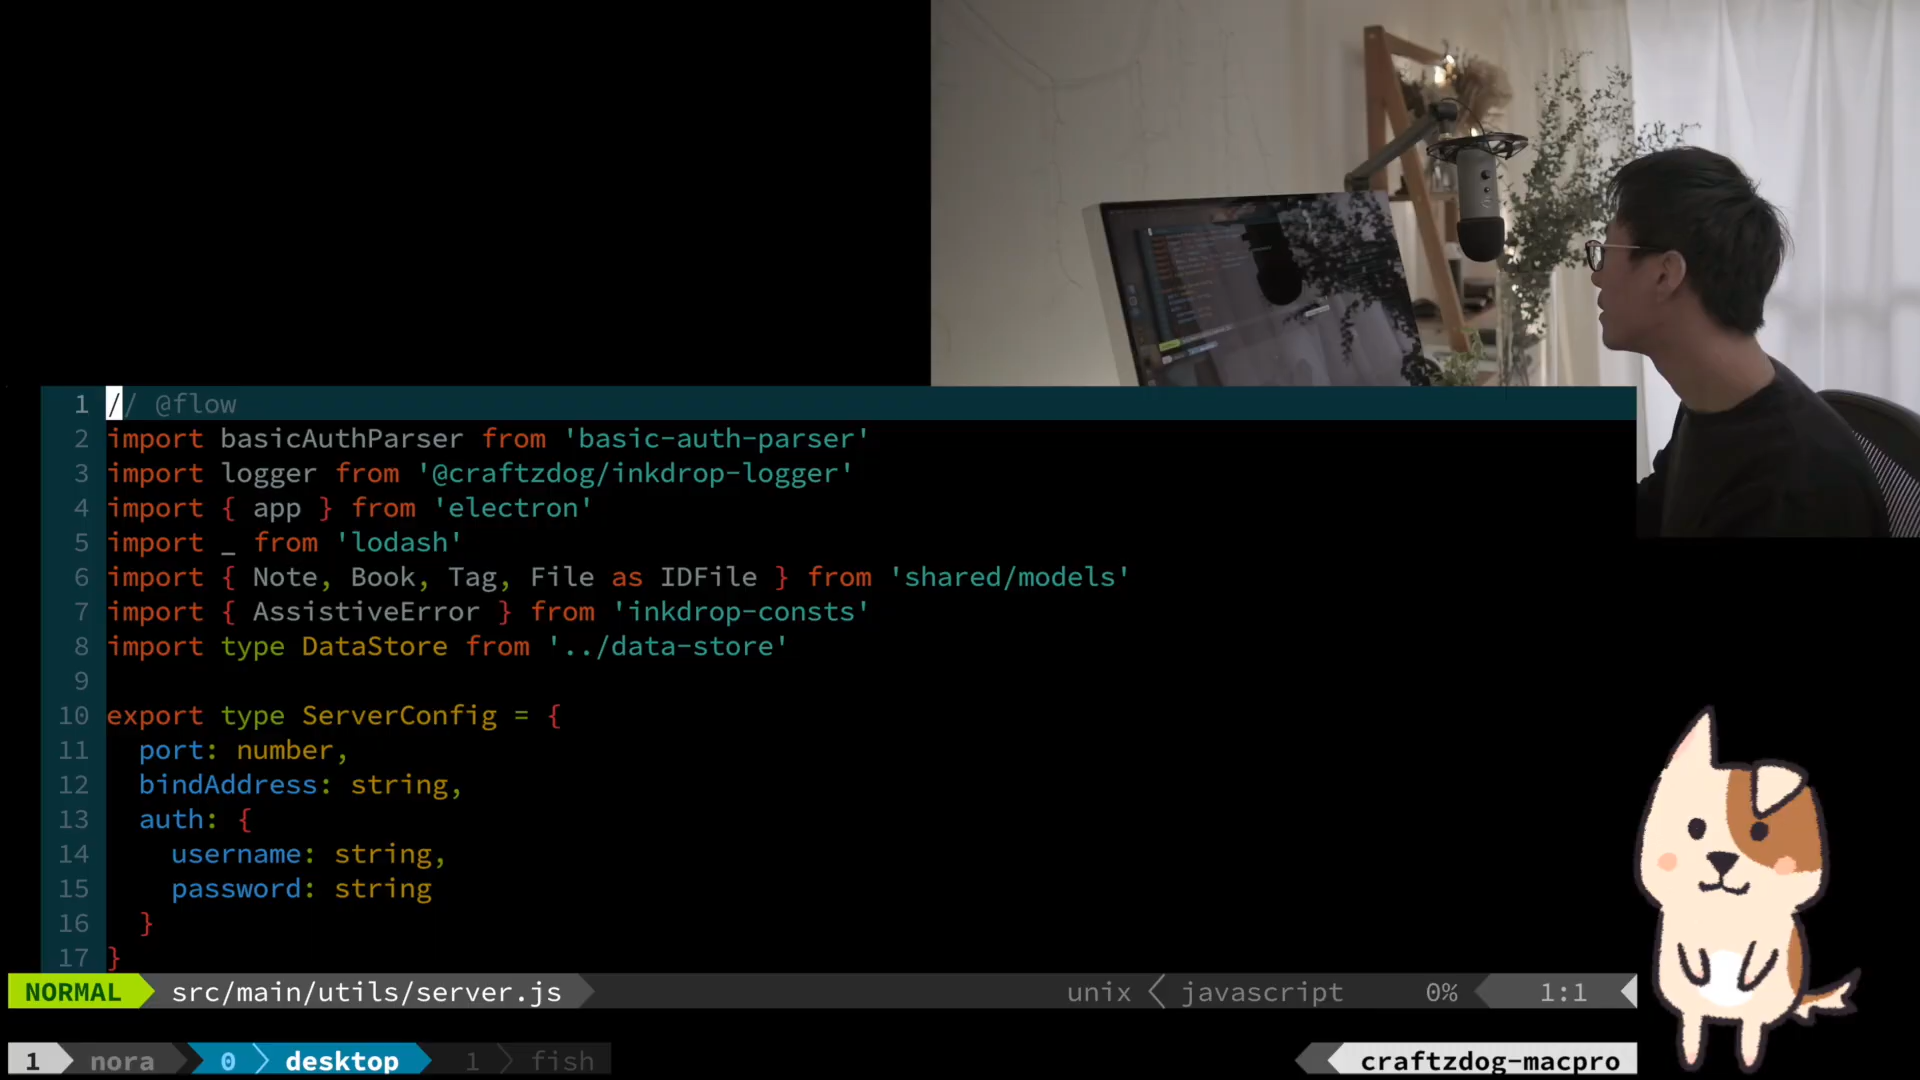 1 // @flow
2 import basicAuthParser from 'basic-auth-parser'
3 import logger from '@craftzdog/inkdrop-logger'
4 import { app } from 'electron'
5 import _ from 'lodash'
6 import { Note, Book, Tag, File as IDFile } from 'shared/models'
7 import { AssistiveError } from 'inkdrop-consts'
8 import type DataStore from '../data-store'
9
10 export type ServerConfig = {
11   port: number,
12   bindAddress: string,
13   auth: {
14     username: string,
15     password: string
16   }
17 }
NORMAL src/main/utils/server.js unix javascript 0% 1:1
1 nora 0 desktop 1 fish craftzdog-macpro